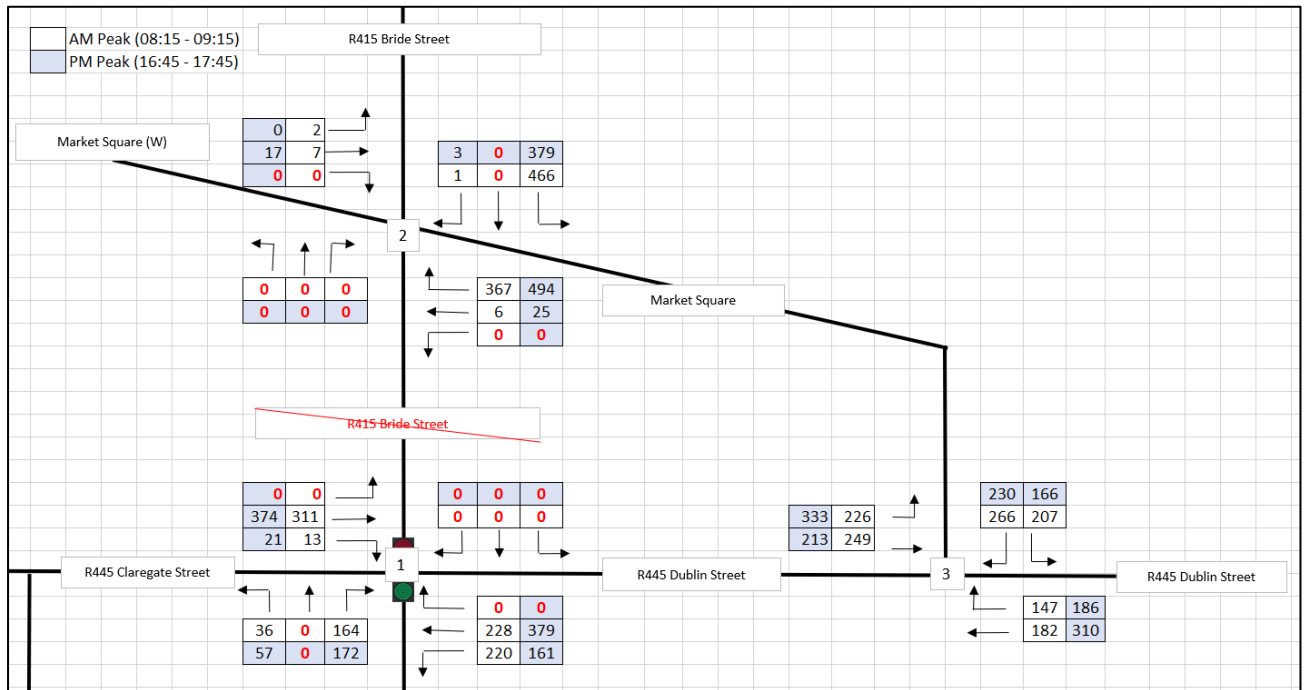 R415 Bride Street
AM Peak (08:15 - 09:15)
PM Peak (16:45 - 17:45)
Market Square (W)
0 2
17 7
0 0
3 0 379
1 0 466
2
0 0 0
0 0 0
367 494
6 25
0 0
Market Square
R415 Bride Street
0 0
374 311
21 13
0 0 0
0 0 0
333 226
213 249
230 166
266 207
R445 Claregate Street
1
R445 Dublin Street
3
R445 Dublin Street
36 0 164
57 0 172
0 0
228 379
220 161
147 186
182 310